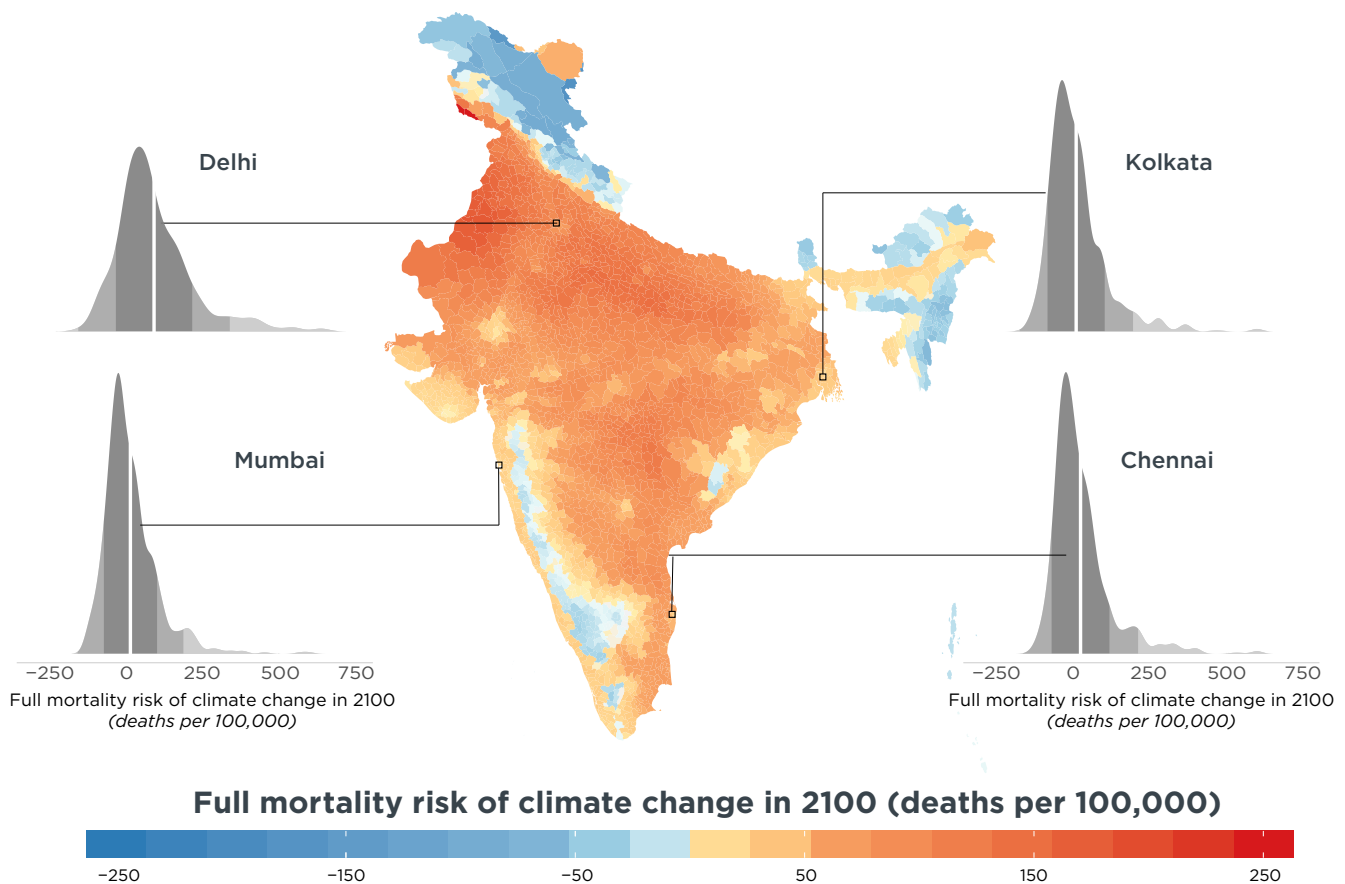 Delhi
Kolkata
Mumbai
Chennai
−250 0 250 500 750
Full mortality risk of climate change in 2100
(deaths per 100,000)
−250 0 250 500 750
Full mortality risk of climate change in 2100
(deaths per 100,000)
Full mortality risk of climate change in 2100 (deaths per 100,000)
−250 −150 −50 50 150 250